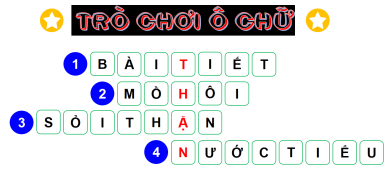 TRÒ CHƠI Ô CHỮ
1 BÀITIẾT
2 MỒHÔI
3 SỎITHẬN
4 NƯỚCTIỂU